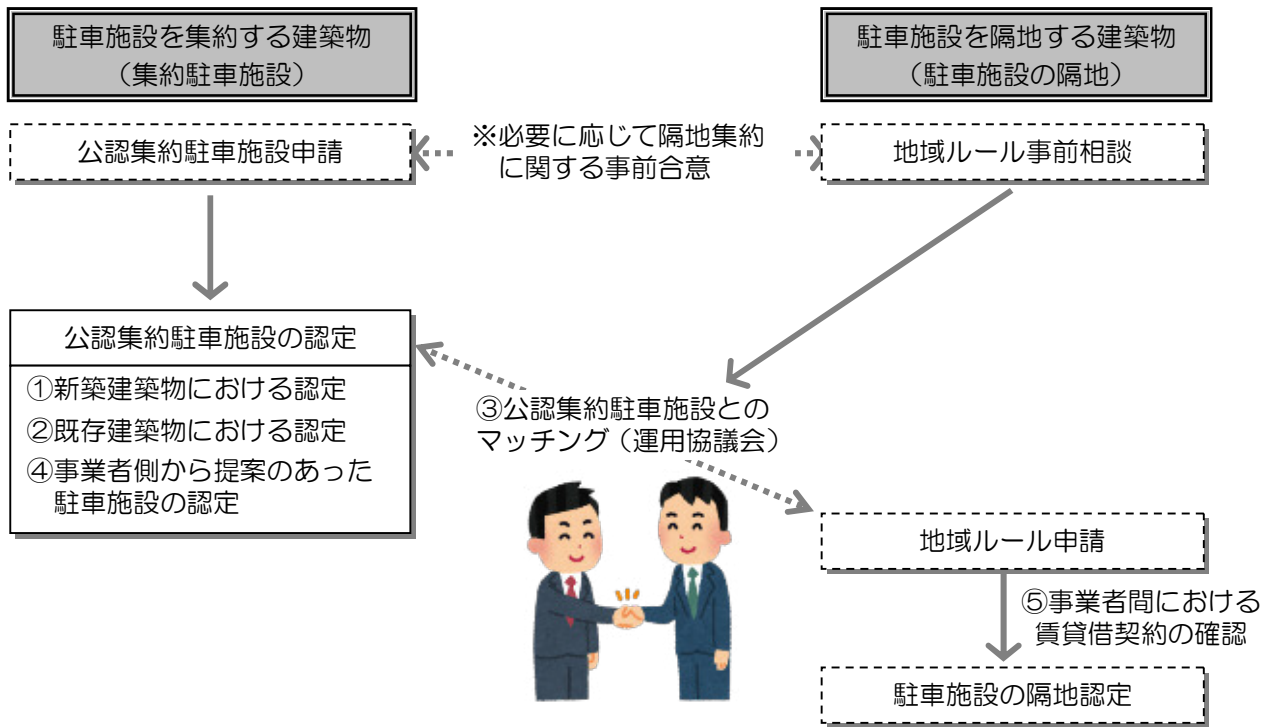 駐車施設を集約する建築物
（集約駐車施設）
駐車施設を隔地する建築物
（駐車施設の隔地）
公認集約駐車施設申請
※必要に応じて隔地集約
に関する事前合意
地域ルール事前相談
公認集約駐車施設の認定
①新築建築物における認定
②既存建築物における認定
④事業者側から提案のあった
駐車施設の認定
③公認集約駐車施設との
マッチング（運用協議会）
地域ルール申請
⑤事業者間における
賃貸借契約の確認
駐車施設の隔地認定